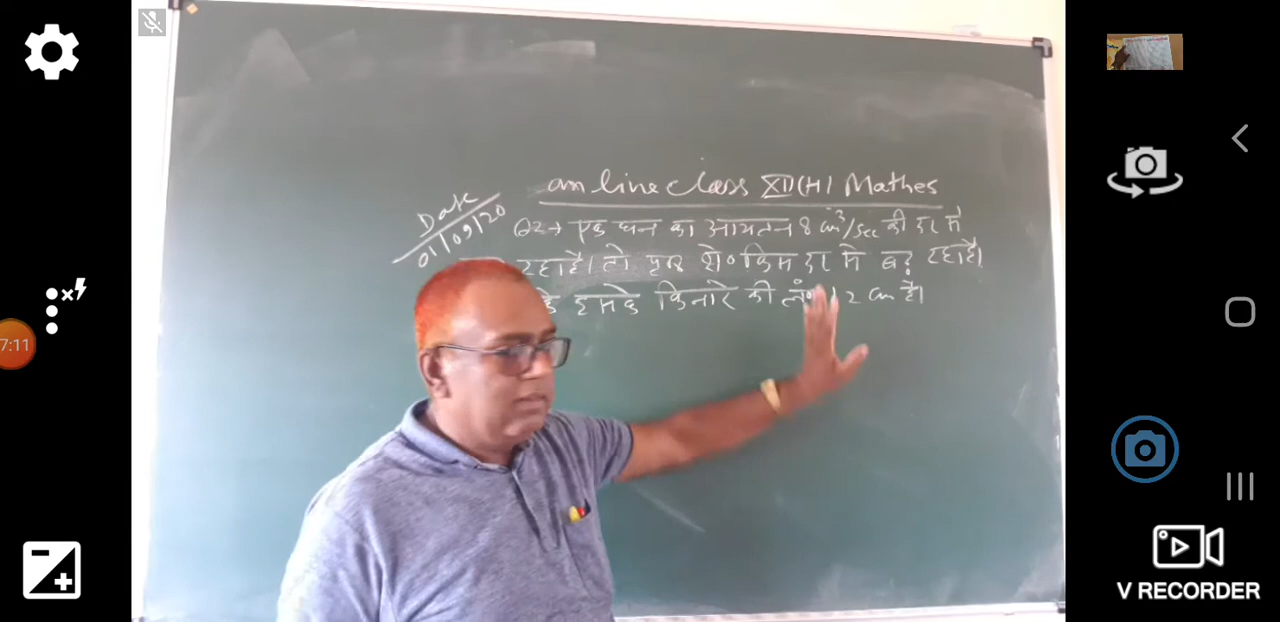 on line class XII(H) Mathes
Date
01/09/20
Q2→ एक घन का आयतन 8 cm³/sec की दर से
रहा है। तो पृष्ठ क्षे० किस दर से बढ़ रहा है।
इसके किनारे की लं० 12 cm है।
7:11
V RECORDER